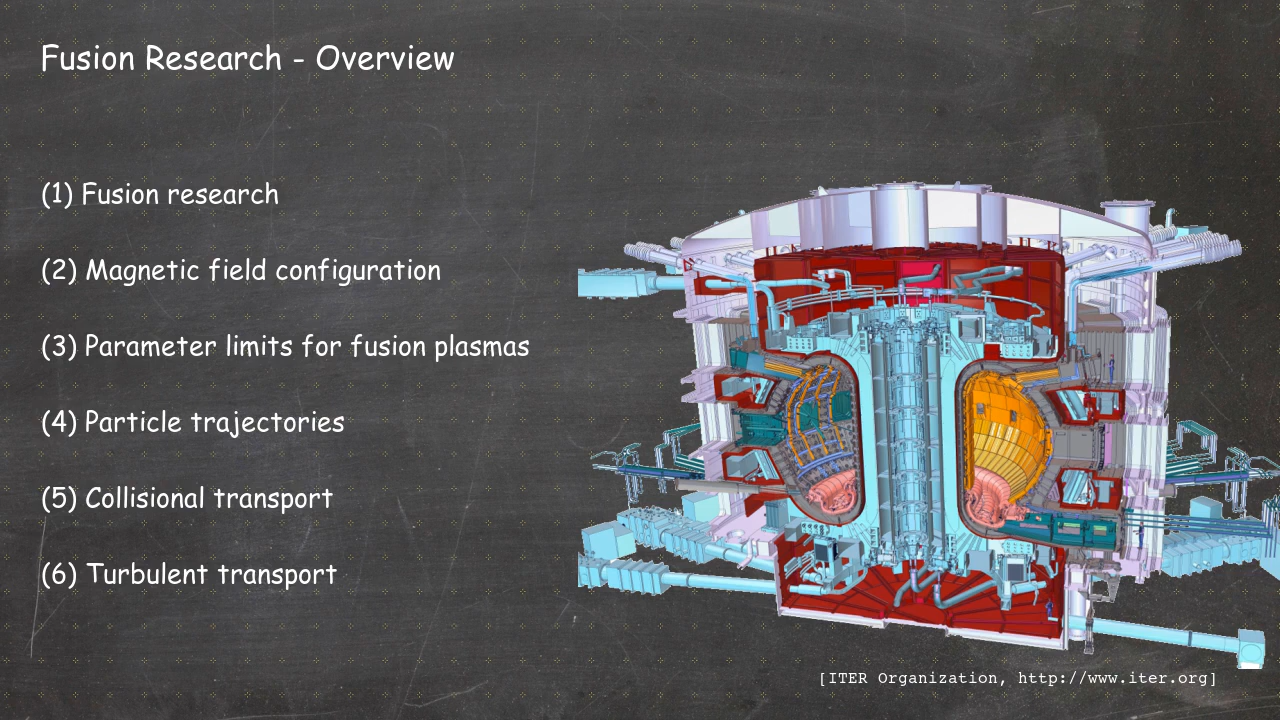 Fusion Research - Overview
(1) Fusion research
(2) Magnetic field configuration
(3) Parameter limits for fusion plasmas
(4) Particle trajectories
(5) Collisional transport
(6) Turbulent transport
[ITER Organization, http://www.iter.org]